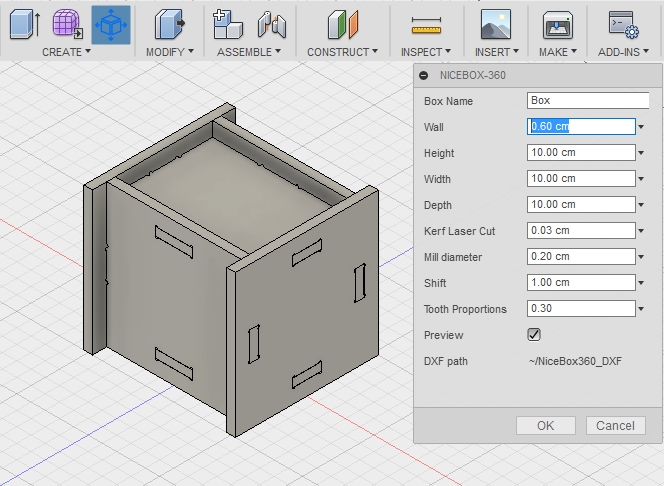 CREATE MODIFY ASSEMBLE CONSTRUCT INSPECT INSERT MAKE ADD-INS
NICEBOX-360
Box Name Box
Wall 0.60 cm
Height 10.00 cm
Width 10.00 cm
Depth 10.00 cm
Kerf Laser Cut 0.03 cm
Mill diameter 0.20 cm
Shift 1.00 cm
Tooth Proportions 0.30
Preview
DXF path ~/NiceBox360_DXF
OK Cancel